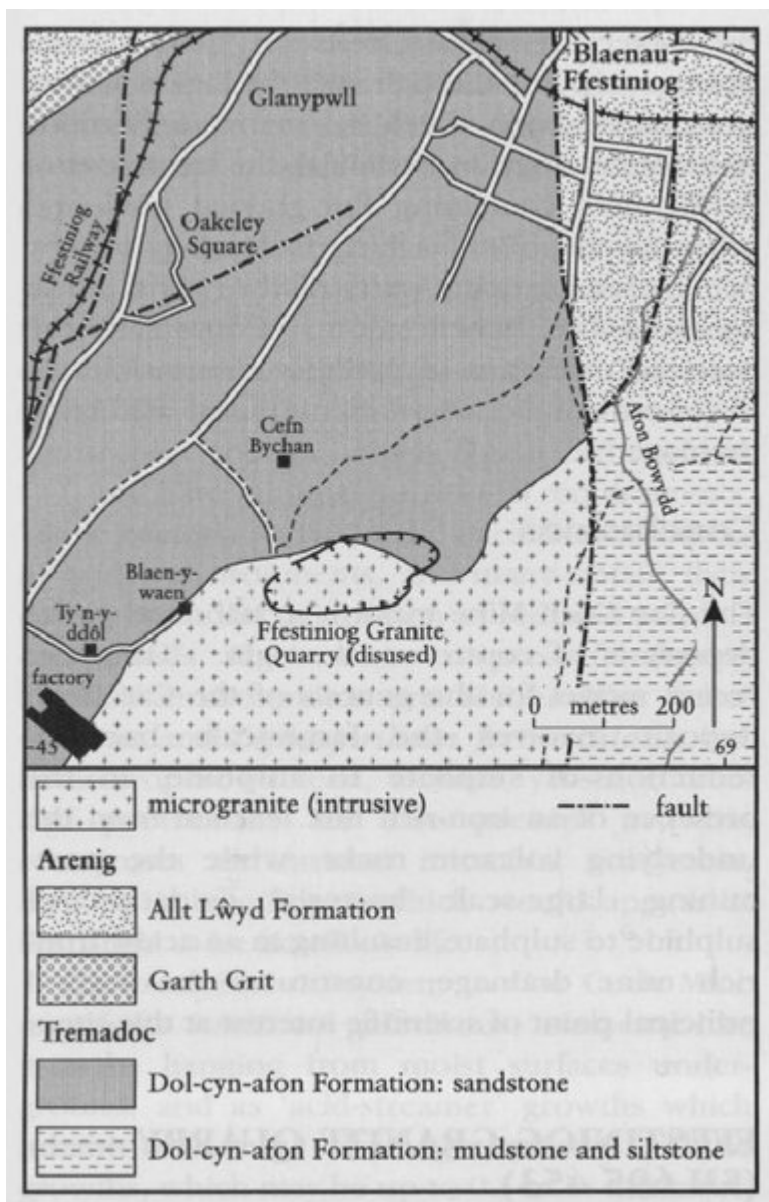 Blaenau
Ffestiniog
Glanypwll
Oakeley
Square
Ffestiniog
Railway
Cefn
Bychan
Afon Bowydd
Blaen-y-
waen
Ty'n-y-
ddôl
factory
Ffestiniog Granite
Quarry (disused)
N
0 metres 200
45
69
microgranite (intrusive)
fault
Arenig
Allt Lŵyd Formation
Garth Grit
Tremadoc
Dol-cyn-afon Formation: sandstone
Dol-cyn-afon Formation: mudstone and siltstone